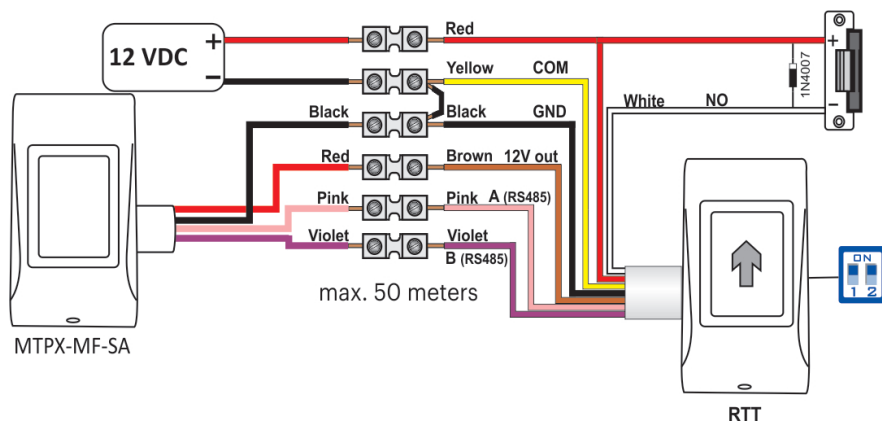 12 VDC
+
−
Red
Yellow COM
Black
Black GND
White NO
1N4007
+
−
Red
Brown 12V out
Pink
Pink A (RS485)
Violet
Violet
B (RS485)
max. 50 meters
MTPX-MF-SA
ON
1 2
RTT